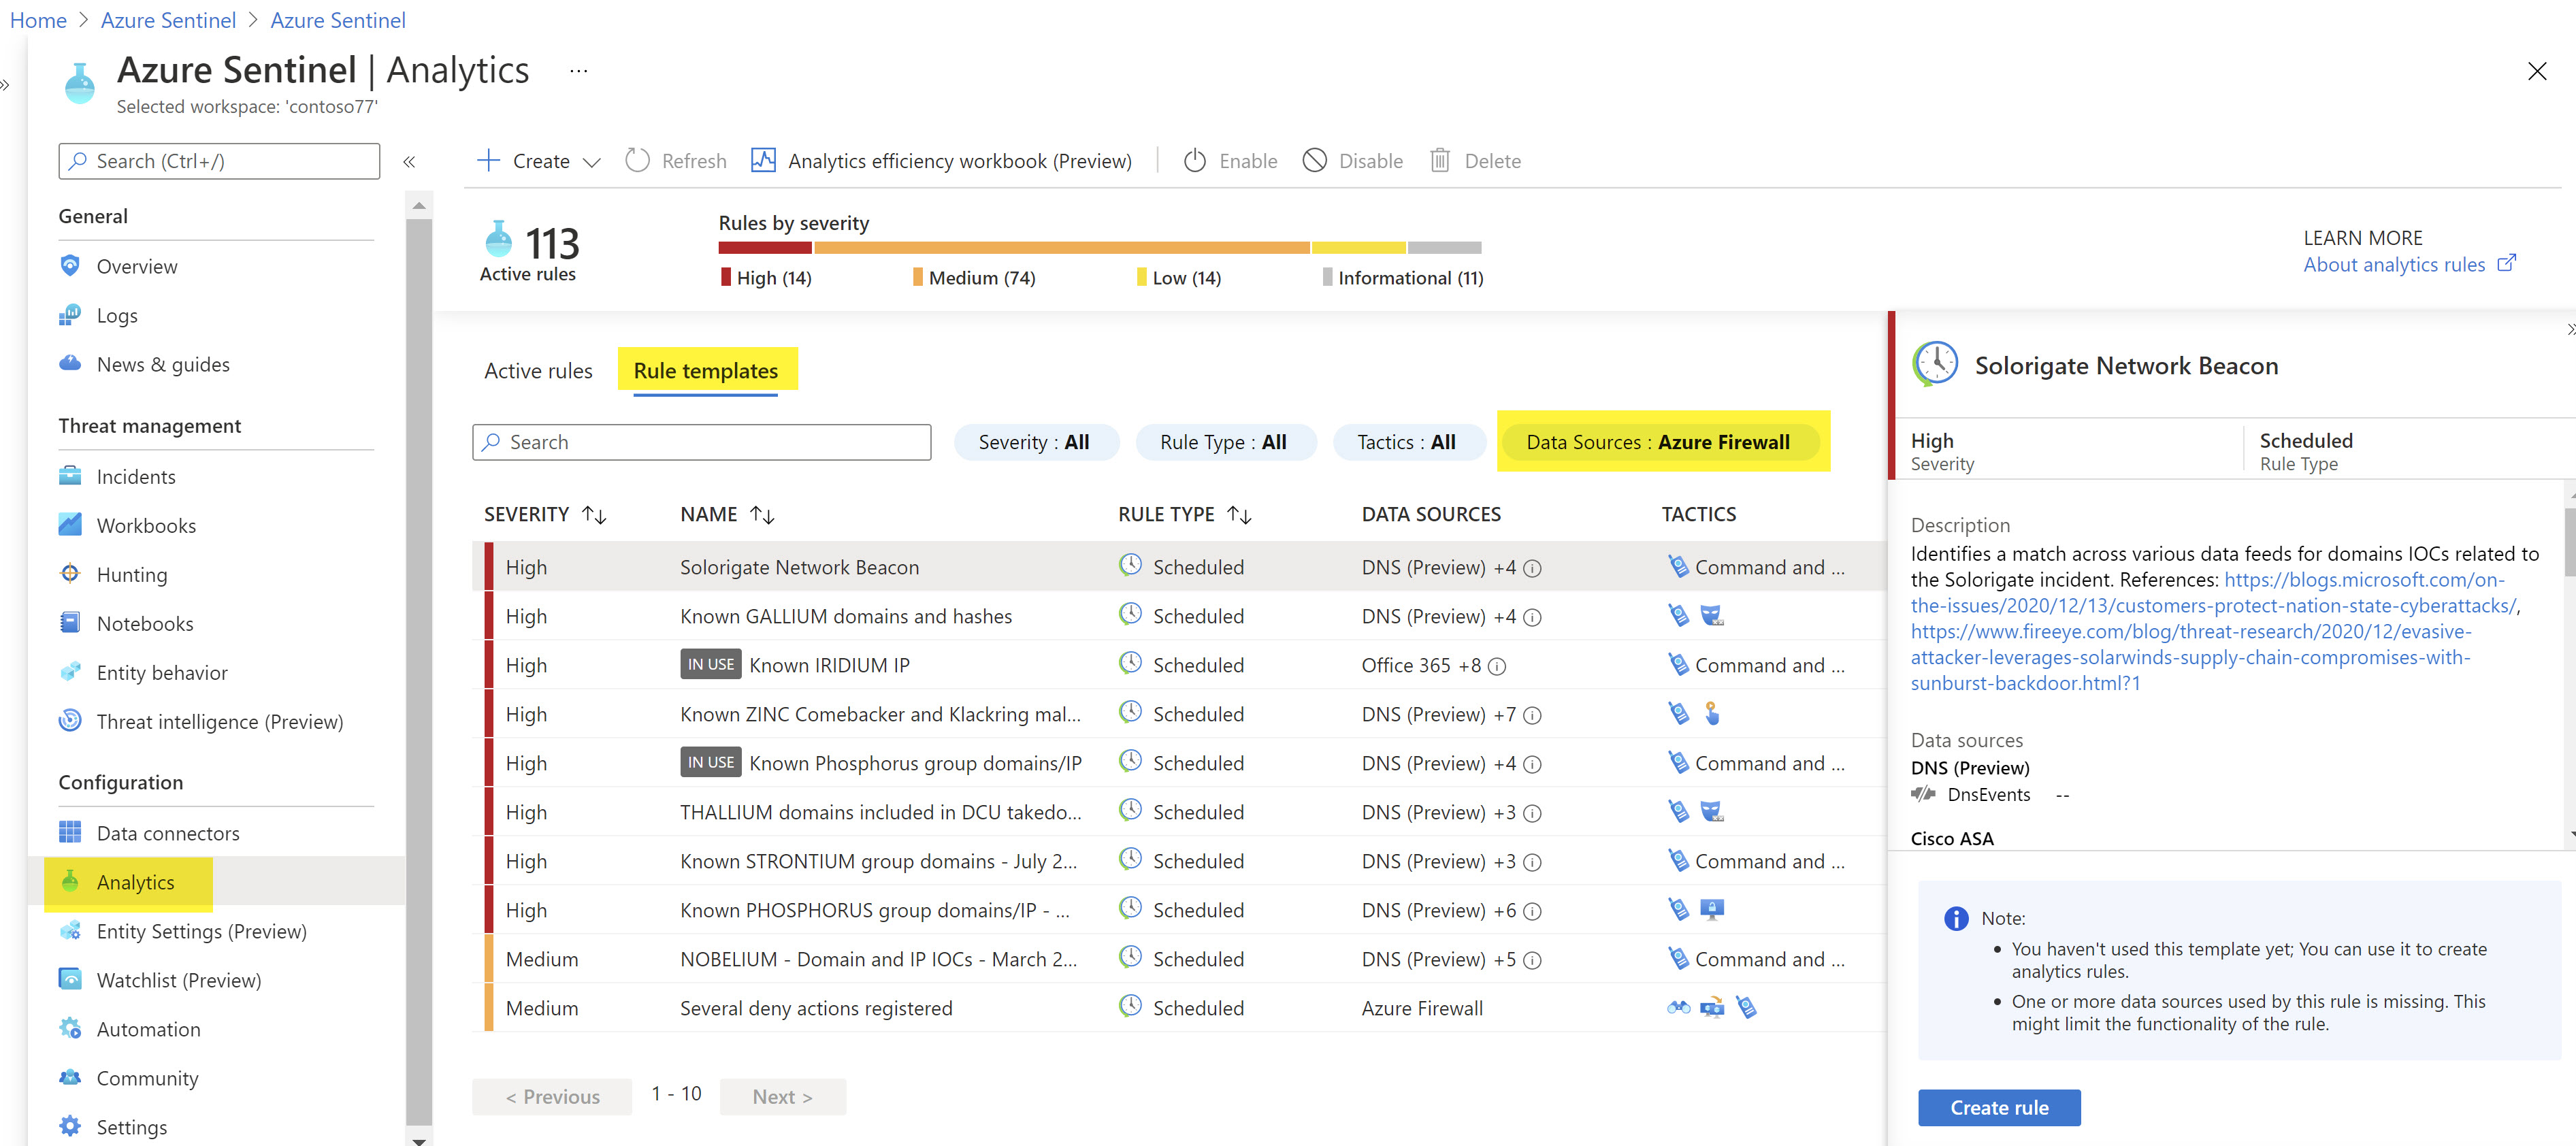 Home > Azure Sentinel > Azure Sentinel
Azure Sentinel | Analytics ...
Selected workspace: 'contoso77'
Search (Ctrl+/)
General
Overview
Logs
News & guides
Threat management
Incidents
Workbooks
Hunting
Notebooks
Entity behavior
Threat intelligence (Preview)
Configuration
Data connectors
Analytics
Entity Settings (Preview)
Watchlist (Preview)
Automation
Community
Settings
Create Refresh Analytics efficiency workbook (Preview) Enable Disable Delete
113
Active rules
Rules by severity
High (14) Medium (74) Low (14) Informational (11)
LEARN MORE
About analytics rules
Active rules Rule templates
Search Severity : All Rule Type : All Tactics : All Data Sources : Azure Firewall
SEVERITY NAME RULE TYPE DATA SOURCES TACTICS
High Solorigate Network Beacon Scheduled DNS (Preview) +4 Command and ...
High Known GALLIUM domains and hashes Scheduled DNS (Preview) +4
High IN USE Known IRIDIUM IP Scheduled Office 365 +8 Command and ...
High Known ZINC Comebacker and Klackring mal... Scheduled DNS (Preview) +7
High IN USE Known Phosphorus group domains/IP Scheduled DNS (Preview) +4 Command and ...
High THALLIUM domains included in DCU takedo... Scheduled DNS (Preview) +3
High Known STRONTIUM group domains - July 2... Scheduled DNS (Preview) +3 Command and ...
High Known PHOSPHORUS group domains/IP - ... Scheduled DNS (Preview) +6
Medium NOBELIUM - Domain and IP IOCs - March 2... Scheduled DNS (Preview) +5 Command and ...
Medium Several deny actions registered Scheduled Azure Firewall
< Previous 1 - 10 Next >
Solorigate Network Beacon
High Scheduled
Severity Rule Type
Description
Identifies a match across various data feeds for domains IOCs related to
the Solorigate incident. References: https://blogs.microsoft.com/on-
the-issues/2020/12/13/customers-protect-nation-state-cyberattacks/,
https://www.fireeye.com/blog/threat-research/2020/12/evasive-
attacker-leverages-solarwinds-supply-chain-compromises-with-
sunburst-backdoor.html?1
Data sources
DNS (Preview)
DnsEvents --
Cisco ASA
Note:
• You haven't used this template yet; You can use it to create
analytics rules.
• One or more data sources used by this rule is missing. This
might limit the functionality of the rule.
Create rule